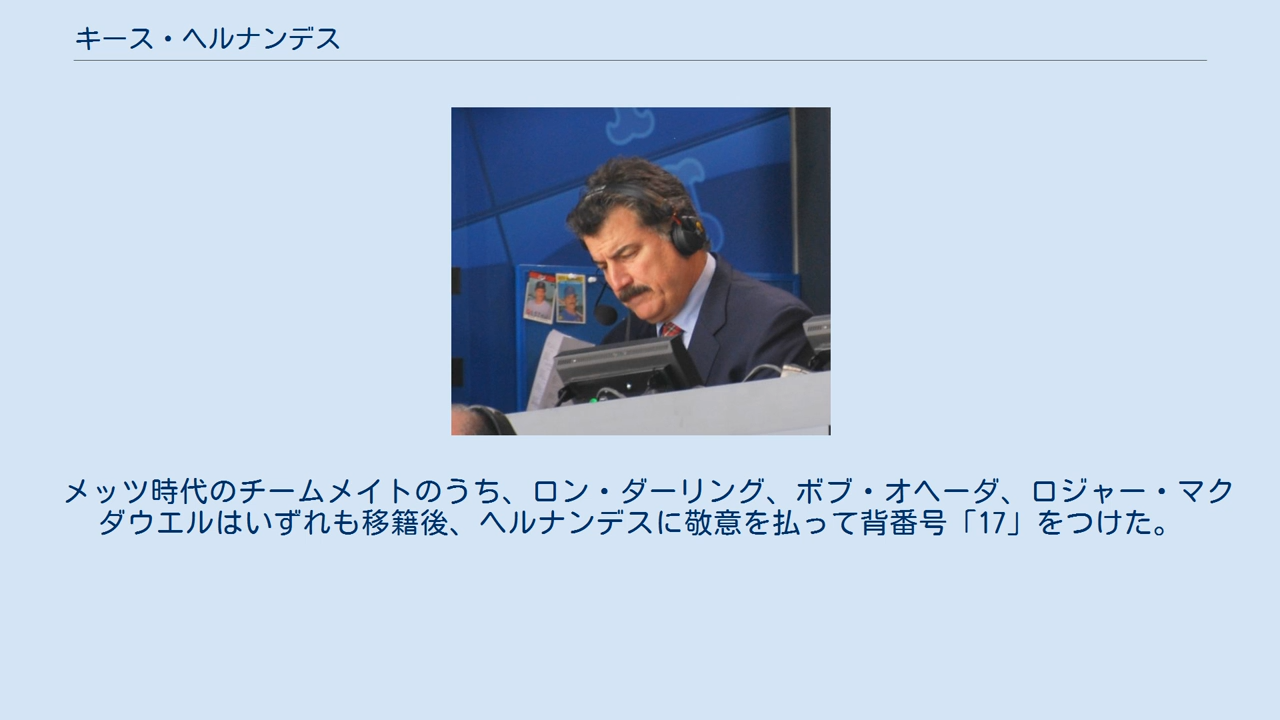 キース・ヘルナンデス
メッツ時代のチームメイトのうち、ロン・ダーリング、ボブ・オヘーダ、ロジャー・マク
ダウエルはいずれも移籍後、ヘルナンデスに敬意を払って背番号「17」をつけた。